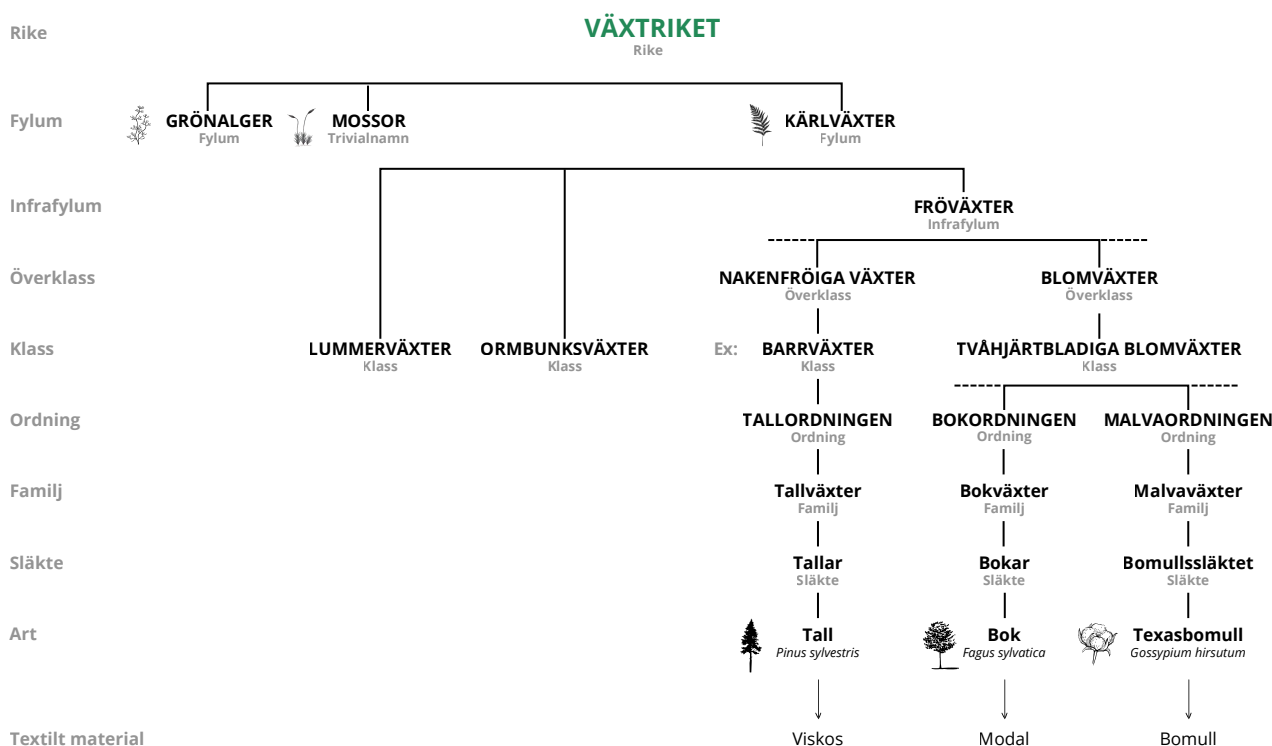 Rike
VÄXTRIKET
Rike
Fylum
GRÖNALGER
Fylum
MOSSOR
Trivialnamn
KÄRLVÄXTER
Fylum
Infrafylum
FRÖVÄXTER
Infrafylum
Överklass
NAKENFRÖIGA VÄXTER
Överklass
BLOMVÄXTER
Överklass
Klass
LUMMERVÄXTER
Klass
ORMBUNKSVÄXTER
Klass
Ex:
BARRVÄXTER
Klass
TVÅHJÄRTBLADIGA BLOMVÄXTER
Klass
Ordning
TALLORDNINGEN
Ordning
BOKORDNINGEN
Ordning
MALVAORDNINGEN
Ordning
Familj
Tallväxter
Familj
Bokväxter
Familj
Malvaväxter
Familj
Släkte
Tallar
Släkte
Bokar
Släkte
Bomullssläktet
Släkte
Art
Tall
Pinus sylvestris
Bok
Fagus sylvatica
Texasbomull
Gossypium hirsutum
Textilt material
Viskos
Modal
Bomull